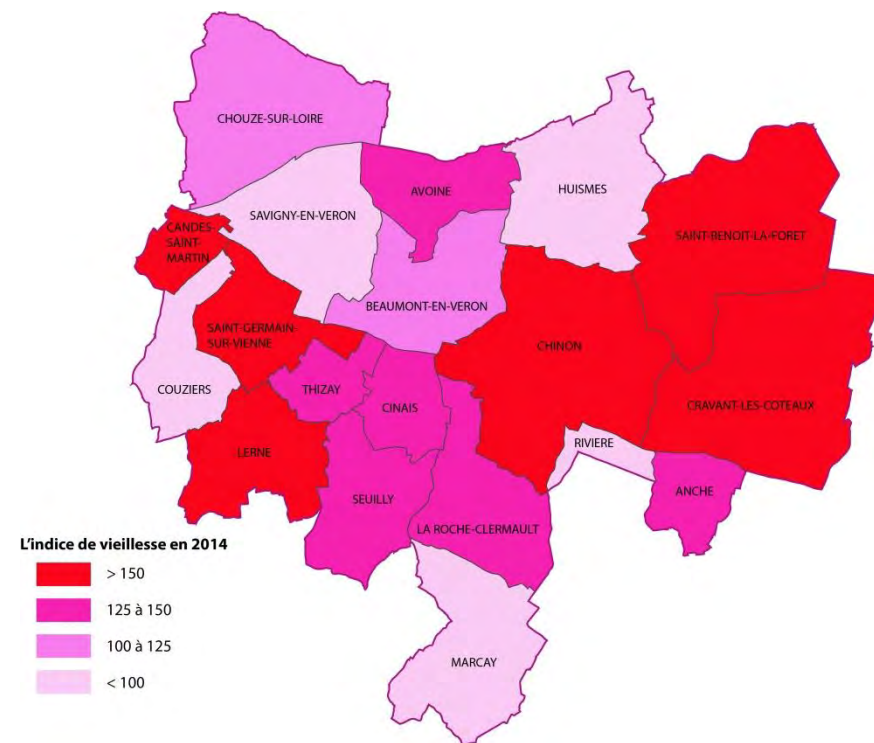 CHOUZE-SUR-LOIRE
AVOINE
HUISMES
SAVIGNY-EN-VERON
CANDES-
SAINT-
MARTIN
SAINT-BENOIT-LA-FORET
BEAUMONT-EN-VERON
SAINT-GERMAIN-
SUR-VIENNE
CHINON
COUZIERS
THIZAY
CINAIS
CRAVANT-LES-COTEAUX
RIVIERE
LERNE
ANCHE
SEUILLY
LA ROCHE-CLERMAULT
L'indice de vieillesse en 2014
> 150
125 à 150
100 à 125
< 100
MARCAY